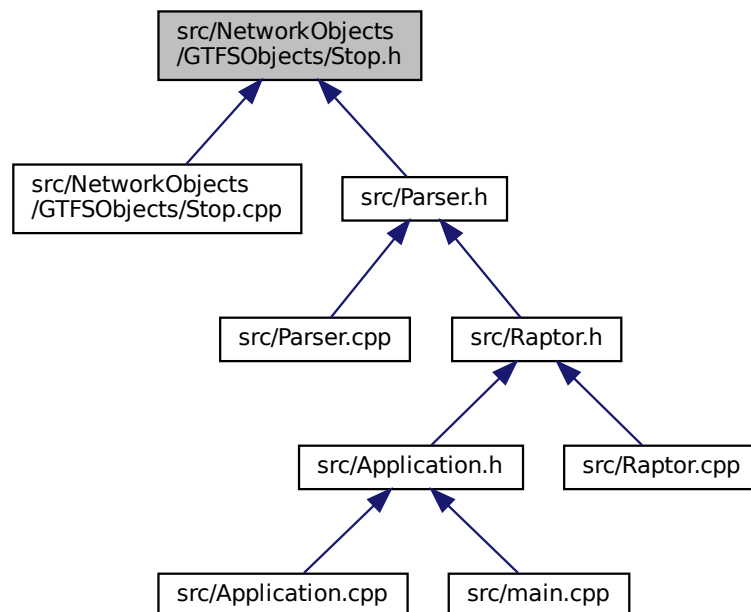 src/NetworkObjects
/GTFSObjects/Stop.h
src/NetworkObjects
/GTFSObjects/Stop.cpp
src/Parser.h
src/Parser.cpp
src/Raptor.h
src/Application.h
src/Raptor.cpp
src/Application.cpp
src/main.cpp